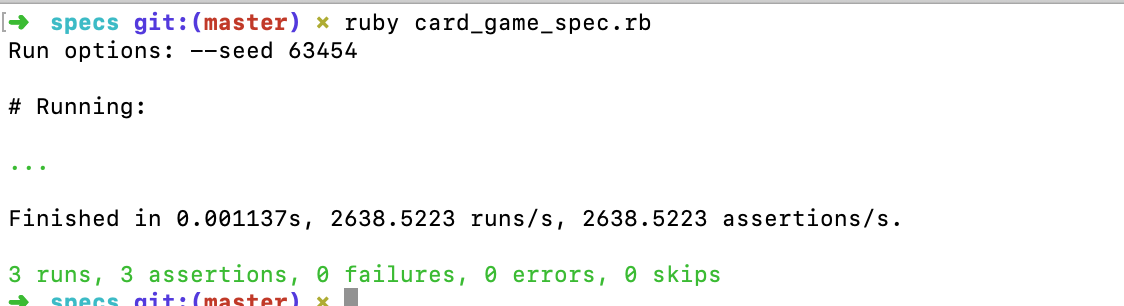 [➜ specs git:(master) × ruby card_game_spec.rb
Run options: --seed 63454
# Running:
...
Finished in 0.001137s, 2638.5223 runs/s, 2638.5223 assertions/s.
3 runs, 3 assertions, 0 failures, 0 errors, 0 skips
➜ specs git:(master) ×